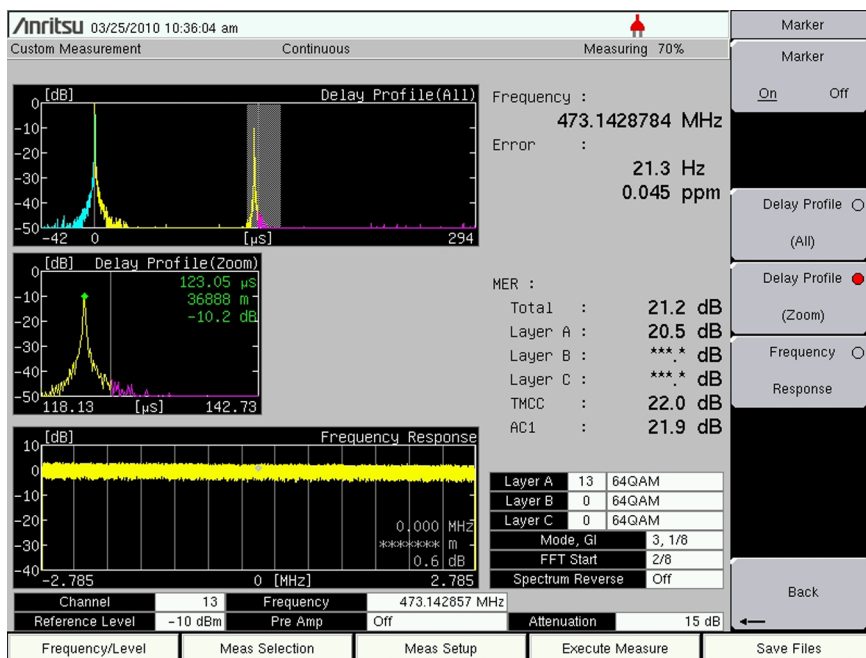 Anritsu 03/25/2010 10:36:04 am
Custom Measurement Continuous Measuring 70%
[dB] Delay Profile(All)
0
-10
-20
-30
-40
-50
-42 0 [µS] 294
Frequency :
473.1428784 MHz
Error :
21.3 Hz
0.045 ppm
[dB] Delay Profile(Zoom)
0
-10
-20
-30
-40
-50
123.05 µS
36888 m
-10.2 dB
118.13 [µS] 142.73
MER :
Total : 21.2 dB
Layer A : 20.5 dB
Layer B : ***.* dB
Layer C : ***.* dB
TMCC : 22.0 dB
AC1 : 21.9 dB
[dB] Frequency Response
10
0
-10
-20
-30
-40
0.000 MHz
******* m
0.6 dB
-2.785 0 [MHz] 2.785
Layer A 13 64QAM
Layer B 0 64QAM
Layer C 0 64QAM
Mode, GI 3, 1/8
FFT Start 2/8
Spectrum Reverse Off
Channel 13 Frequency 473.142857 MHz
Reference Level -10 dBm Pre Amp Off Attenuation 15 dB
Marker
Marker
On Off
Delay Profile
(All)
Delay Profile
(Zoom)
Frequency
Response
Back
Frequency/Level Meas Selection Meas Setup Execute Measure Save Files